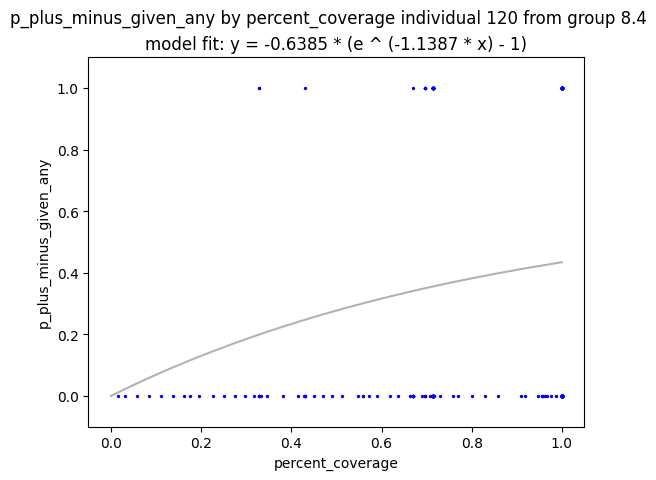 p_plus_minus_given_any by percent_coverage individual 120 from group 8.4
model fit: y = -0.6385 * (e ^ (-1.1387 * x) - 1)
1.0
0.8
0.6
0.4
0.2
0.0
p_plus_minus_given_any
0.0 0.2 0.4 0.6 0.8 1.0
percent_coverage